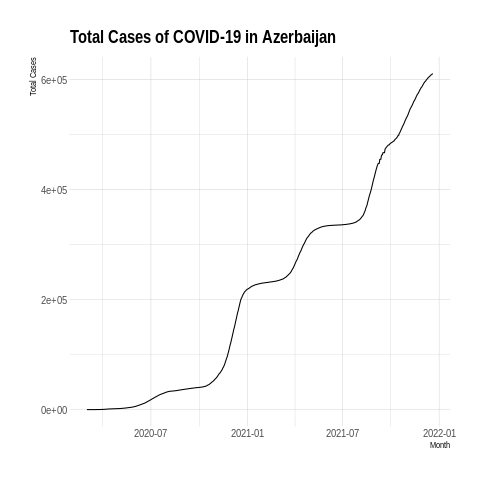 Total Cases of COVID-19 in Azerbaijan
Total Cases
6e+05
4e+05
2e+05
0e+00
2020-07 2021-01 2021-07 2022-01
Month